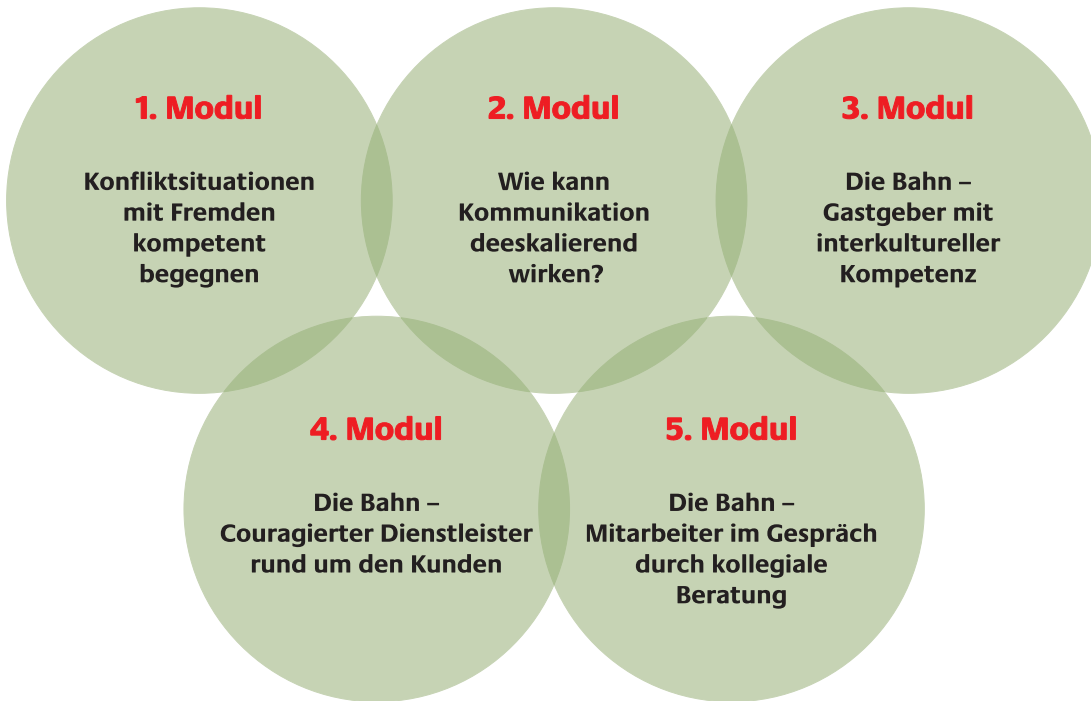 1. Modul
Konfliktsituationen
mit Fremden
kompetent
begegnen
2. Modul
Wie kann
Kommunikation
deeskalierend
wirken?
3. Modul
Die Bahn –
Gastgeber mit
interkultureller
Kompetenz
4. Modul
Die Bahn –
Couragierter Dienstleister
rund um den Kunden
5. Modul
Die Bahn –
Mitarbeiter im Gespräch
durch kollegiale
Beratung